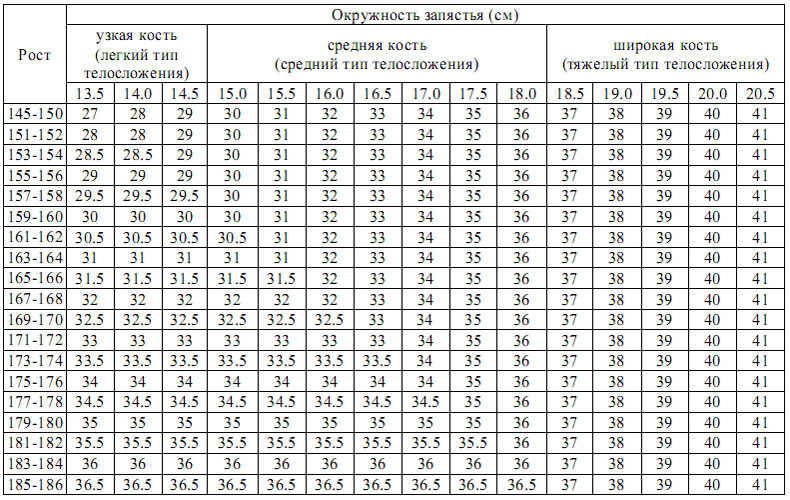 Окружность запястья (см)
Рост
узкая кость
(легкий тип
телосложения)
средняя кость
(средний тип телосложения)
широкая кость
(тяжелый тип телосложения)
13.5 14.0 14.5 15.0 15.5 16.0 16.5 17.0 17.5 18.0 18.5 19.0 19.5 20.0 20.5
145-150 27 28 29 30 31 32 33 34 35 36 37 38 39 40 41
151-152 28 28 29 30 31 32 33 34 35 36 37 38 39 40 41
153-154 28.5 28.5 29 30 31 32 33 34 35 36 37 38 39 40 41
155-156 29 29 29 30 31 32 33 34 35 36 37 38 39 40 41
157-158 29.5 29.5 29.5 30 31 32 33 34 35 36 37 38 39 40 41
159-160 30 30 30 30 31 32 33 34 35 36 37 38 39 40 41
161-162 30.5 30.5 30.5 30.5 31 32 33 34 35 36 37 38 39 40 41
163-164 31 31 31 31 31 32 33 34 35 36 37 38 39 40 41
165-166 31.5 31.5 31.5 31.5 31.5 32 33 34 35 36 37 38 39 40 41
167-168 32 32 32 32 32 32 33 34 35 36 37 38 39 40 41
169-170 32.5 32.5 32.5 32.5 32.5 32.5 33 34 35 36 37 38 39 40 41
171-172 33 33 33 33 33 33 33 34 35 36 37 38 39 40 41
173-174 33.5 33.5 33.5 33.5 33.5 33.5 33.5 34 35 36 37 38 39 40 41
175-176 34 34 34 34 34 34 34 34 35 36 37 38 39 40 41
177-178 34.5 34.5 34.5 34.5 34.5 34.5 34.5 34.5 35 36 37 38 39 40 41
179-180 35 35 35 35 35 35 35 35 35 36 37 38 39 40 41
181-182 35.5 35.5 35.5 35.5 35.5 35.5 35.5 35.5 35.5 36 37 38 39 40 41
183-184 36 36 36 36 36 36 36 36 36 36 37 38 39 40 41
185-186 36.5 36.5 36.5 36.5 36.5 36.5 36.5 36.5 36.5 36.5 37 38 39 40 41